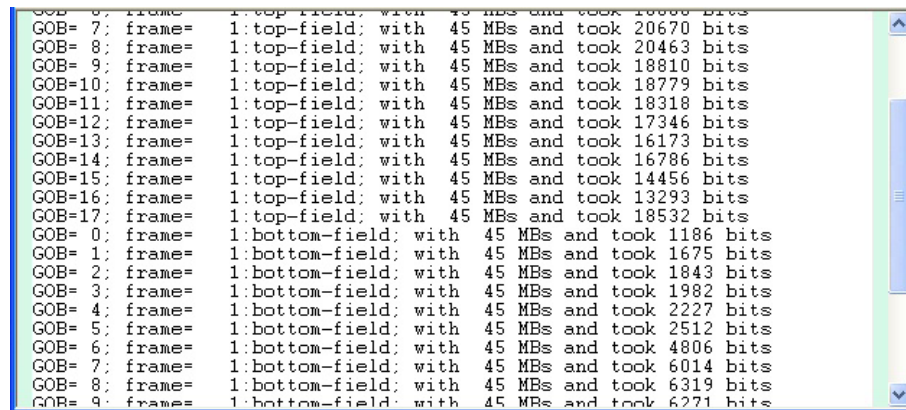 GOB= 7; frame=    1:top-field; with  45 MBs and took 20670 bits
GOB= 8; frame=    1:top-field; with  45 MBs and took 20463 bits
GOB= 9; frame=    1:top-field; with  45 MBs and took 18810 bits
GOB=10; frame=    1:top-field; with  45 MBs and took 18779 bits
GOB=11; frame=    1:top-field; with  45 MBs and took 18318 bits
GOB=12; frame=    1:top-field; with  45 MBs and took 17346 bits
GOB=13; frame=    1:top-field; with  45 MBs and took 16173 bits
GOB=14; frame=    1:top-field; with  45 MBs and took 16786 bits
GOB=15; frame=    1:top-field; with  45 MBs and took 14456 bits
GOB=16; frame=    1:top-field; with  45 MBs and took 13293 bits
GOB=17; frame=    1:top-field; with  45 MBs and took 18532 bits
GOB= 0; frame=    1:bottom-field; with  45 MBs and took 1186 bits
GOB= 1; frame=    1:bottom-field; with  45 MBs and took 1675 bits
GOB= 2; frame=    1:bottom-field; with  45 MBs and took 1843 bits
GOB= 3; frame=    1:bottom-field; with  45 MBs and took 1982 bits
GOB= 4; frame=    1:bottom-field; with  45 MBs and took 2227 bits
GOB= 5; frame=    1:bottom-field; with  45 MBs and took 2512 bits
GOB= 6; frame=    1:bottom-field; with  45 MBs and took 4806 bits
GOB= 7; frame=    1:bottom-field; with  45 MBs and took 6014 bits
GOB= 8; frame=    1:bottom-field; with  45 MBs and took 6319 bits
GOB= 9; frame=    1:bottom-field; with  45 MBs and took 6271 bits